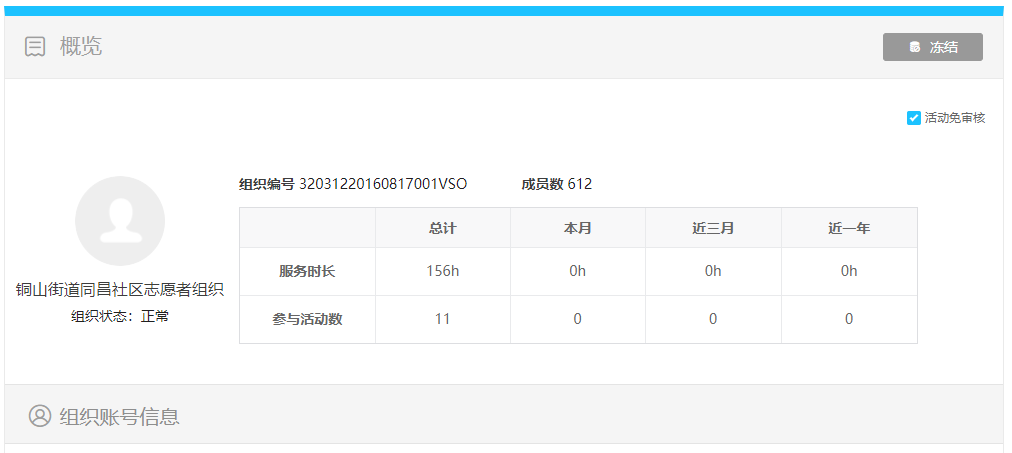 概览
冻结
活动免审核
组织编号 32031220160817001VSO 成员数 612
总计 本月 近三月 近一年
服务时长 156h 0h 0h 0h
铜山街道同昌社区志愿者组织
组织状态：正常
参与活动数 11 0 0 0
组织账号信息